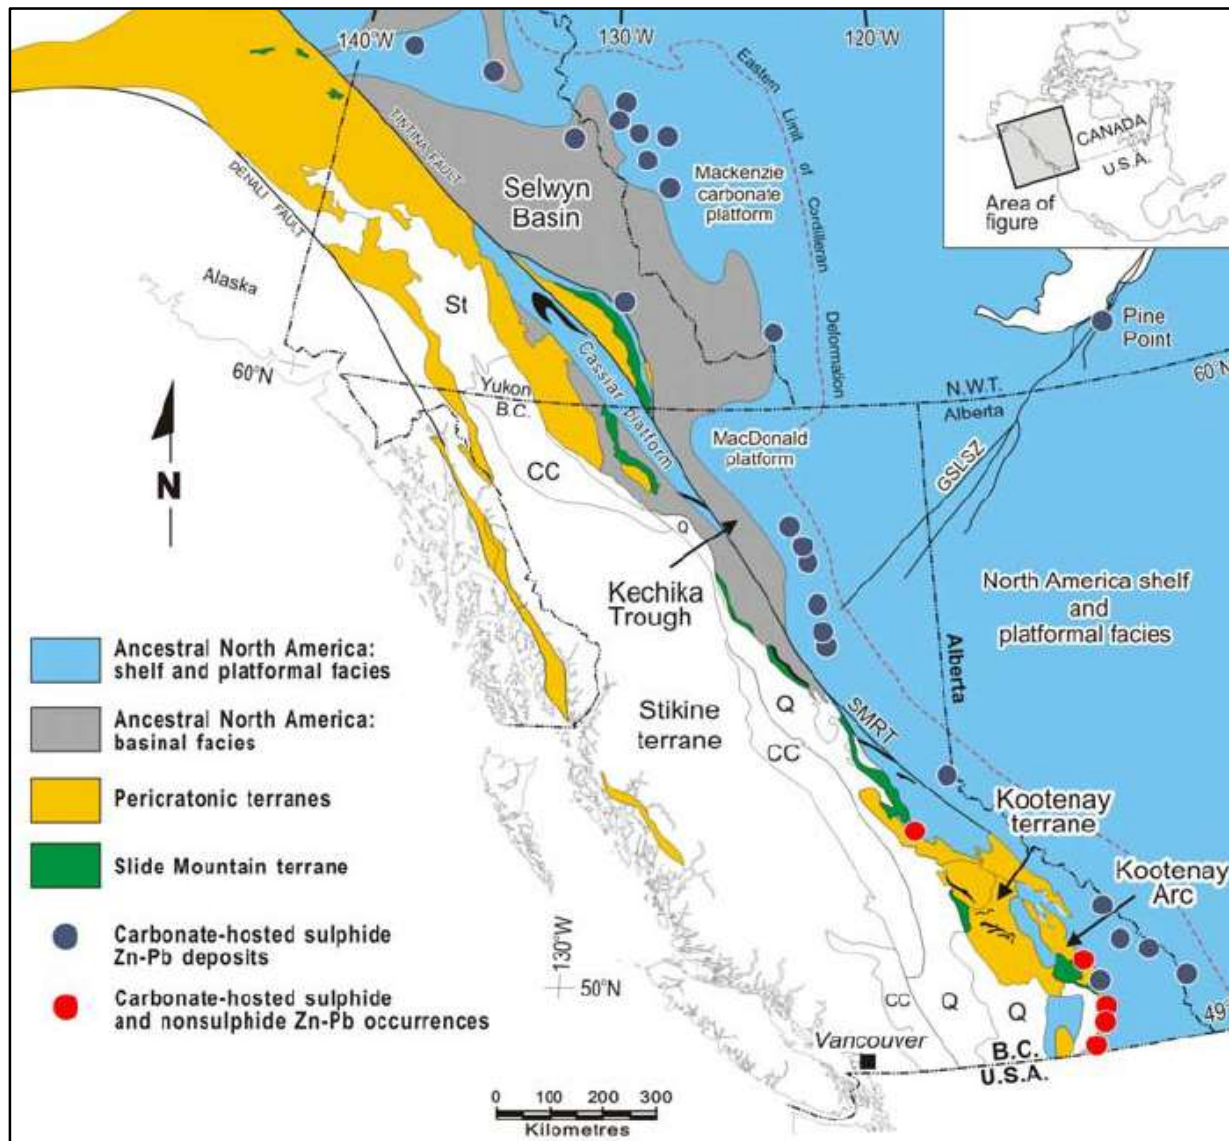 140°W
130°W
120°W
Eastern Limit of Cordilleran Deformation
CANADA
U.S.A.
Area of
figure
TINTINA FAULT
DENALI FAULT
Selwyn
Basin
Mackenzie
carbonate
platform
Alaska
St
Pine
Point
60°N
Yukon
B.C.
Cassiar platform
N.W.T.
Alberta
60°N
MacDonald
platform
GSLSZ
CC
N
Q
Kechika
Trough
North America shelf
and
platformal facies
Alberta
Stikine
terrane
Q
CC
SMRT
Kootenay
terrane
Kootenay
Arc
Ancestral North America:
shelf and platformal facies
Ancestral North America:
basinal facies
Pericratonic terranes
Slide Mountain terrane
Carbonate-hosted sulphide
Zn-Pb deposits
Carbonate-hosted sulphide
and nonsulphide Zn-Pb occurrences
130°W
50°N
CC
Q
Q
49°
Vancouver
B.C.
U.S.A.
0 100 200 300
Kilometres